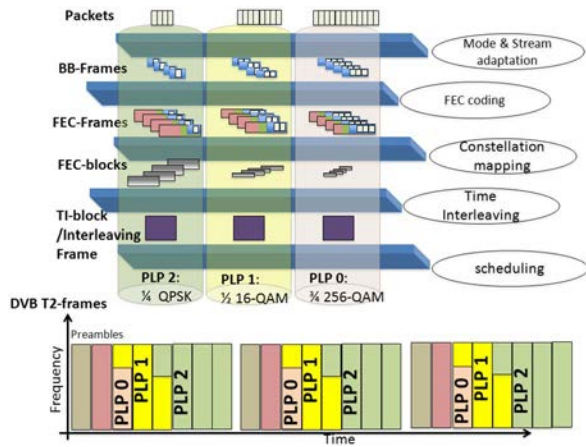 Packets
Mode & Stream
adaptation
BB-Frames
FEC coding
FEC-Frames
Constellation
mapping
FEC-blocks
Time
Interleaving
TI-block
/Interleaving
Frame
scheduling
PLP 2: PLP 1: PLP 0:
¼ QPSK ½ 16-QAM ¾ 256-QAM
DVB T2-frames
Preambles
Frequency
PLP 0
PLP 1
PLP 2
PLP 0
PLP 1
PLP 2
PLP 0
PLP 1
PLP 2
Time